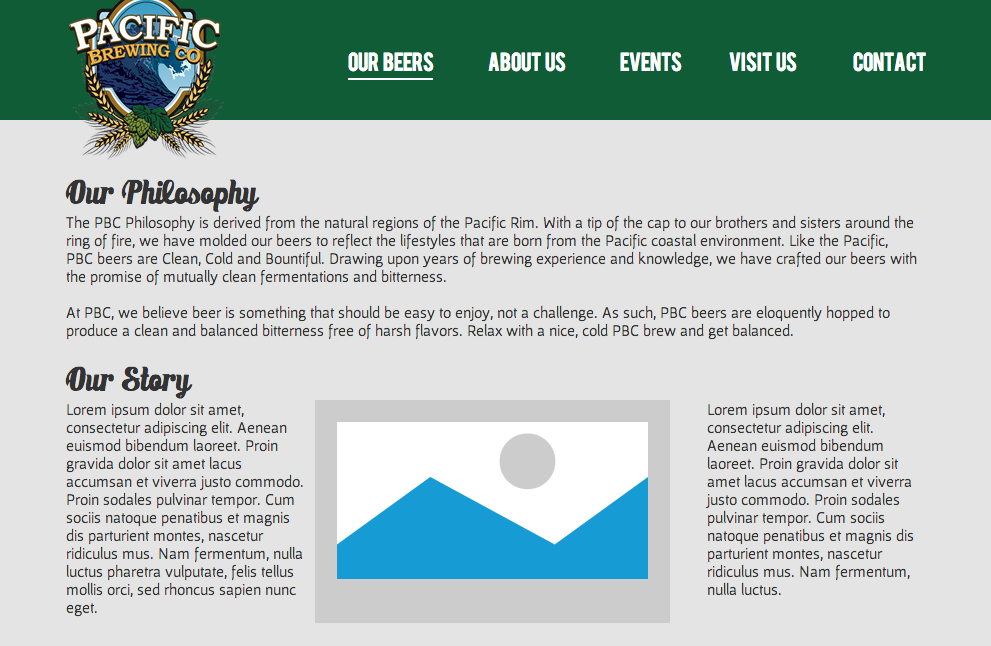 PACIFIC
BREWING CO
OUR BEERS
ABOUT US
EVENTS
VISIT US
CONTACT
Our Philosophy
The PBC Philosophy is derived from the natural regions of the Pacific Rim. With a tip of the cap to our brothers and sisters around the
ring of fire, we have molded our beers to reflect the lifestyles that are born from the Pacific coastal environment. Like the Pacific,
PBC beers are Clean, Cold and Bountiful. Drawing upon years of brewing experience and knowledge, we have crafted our beers with
the promise of mutually clean fermentations and bitterness.
At PBC, we believe beer is something that should be easy to enjoy, not a challenge. As such, PBC beers are eloquently hopped to
produce a clean and balanced bitterness free of harsh flavors. Relax with a nice, cold PBC brew and get balanced.
Our Story
Lorem ipsum dolor sit amet,
consectetur adipiscing elit. Aenean
euismod bibendum laoreet. Proin
gravida dolor sit amet lacus
accumsan et viverra justo commodo.
Proin sodales pulvinar tempor. Cum
sociis natoque penatibus et magnis
dis parturient montes, nascetur
ridiculus mus. Nam fermentum, nulla
luctus pharetra vulputate, felis tellus
mollis orci, sed rhoncus sapien nunc
eget.
Lorem ipsum dolor sit amet,
consectetur adipiscing elit.
Aenean euismod bibendum
laoreet. Proin gravida dolor sit
amet lacus accumsan et viverra
justo commodo. Proin sodales
pulvinar tempor. Cum sociis
natoque penatibus et magnis dis
parturient montes, nascetur
ridiculus mus. Nam fermentum,
nulla luctus.